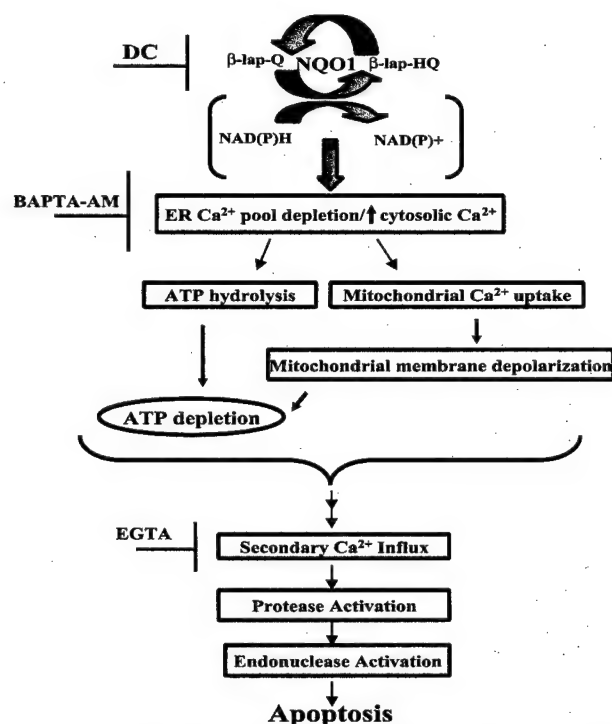 DC
β-lap-Q NQO1 β-lap-HQ
NAD(P)H NAD(P)+
BAPTA-AM
ER Ca²⁺ pool depletion/↑ cytosolic Ca²⁺
ATP hydrolysis
Mitochondrial Ca²⁺ uptake
Mitochondrial membrane depolarization
ATP depletion
EGTA
Secondary Ca²⁺ Influx
Protease Activation
Endonuclease Activation
Apoptosis